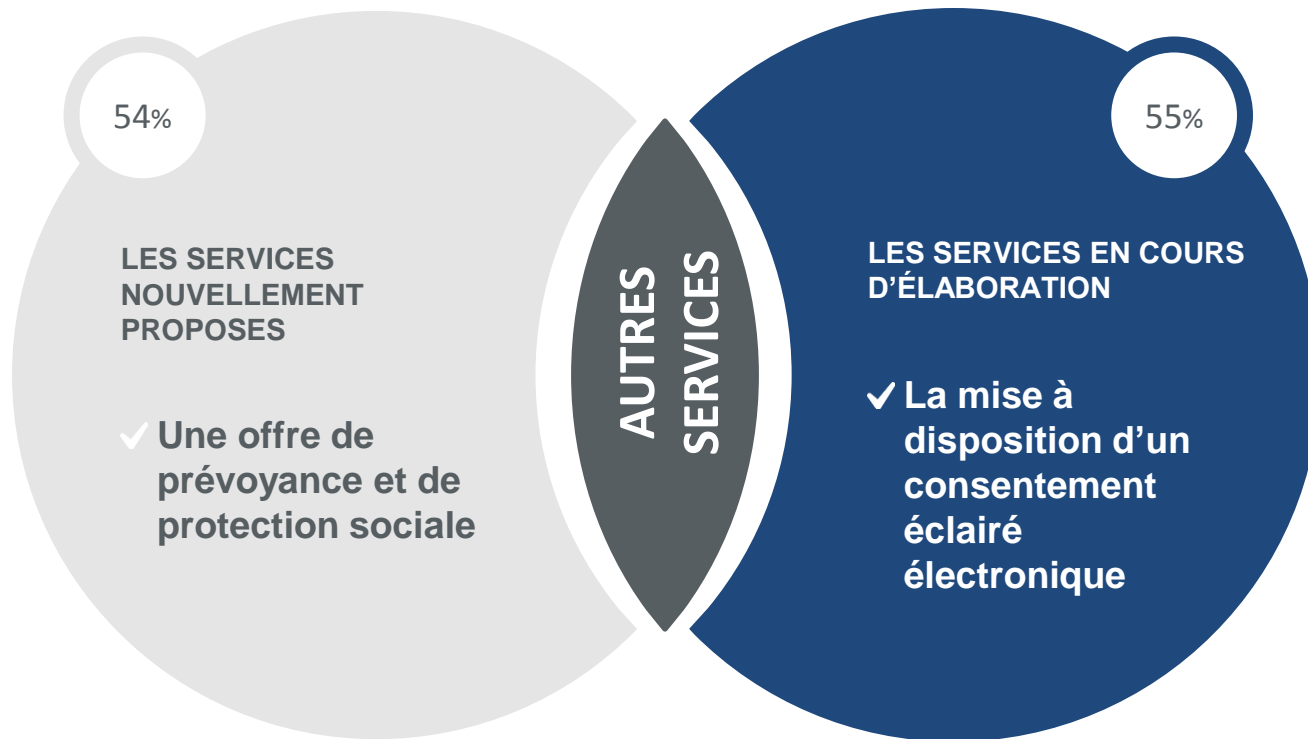 54%
LES SERVICES
NOUVELLEMENT
PROPOSES
Une offre de
prévoyance et de
protection sociale
AUTRES
SERVICES
55%
LES SERVICES EN COURS
D’ÉLABORATION
La mise à
disposition d’un
consentement
éclairé
électronique